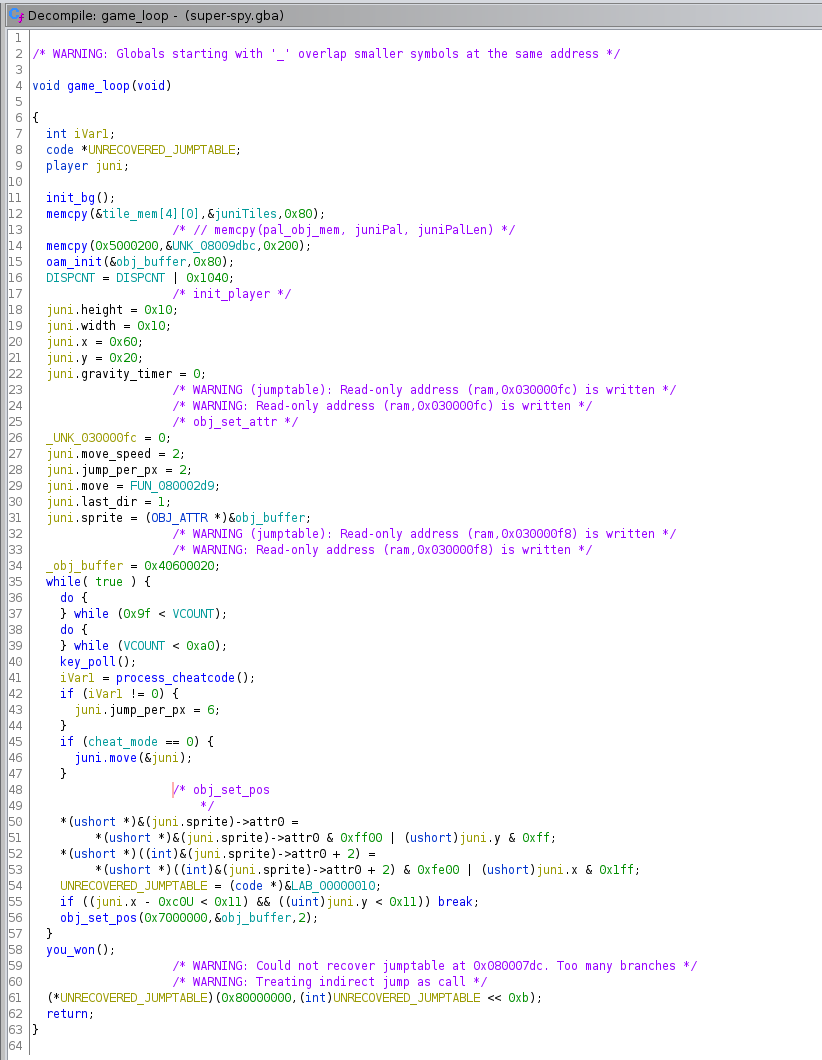 Decompile: game_loop - (super-spy.gba)
1
2 /* WARNING: Globals starting with '_' overlap smaller symbols at the same address */
3
4 void game_loop(void)
5
6 {
7 int iVar1;
8 code *UNRECOVERED_JUMPTABLE;
9 player juni;
10
11 init_bg();
12 memcpy(&tile_mem[4][0],&juniTiles,0x80);
13 /* // memcpy(pal_obj_mem, juniPal, juniPalLen) */
14 memcpy(0x5000200,&UNK_08009dbc,0x200);
15 oam_init(&obj_buffer,0x80);
16 DISPCNT = DISPCNT | 0x1040;
17 /* init_player */
18 juni.height = 0x10;
19 juni.width = 0x10;
20 juni.x = 0x60;
21 juni.y = 0x20;
22 juni.gravity_timer = 0;
23 /* WARNING (jumptable): Read-only address (ram,0x030000fc) is written */
24 /* WARNING: Read-only address (ram,0x030000fc) is written */
25 /* obj_set_attr */
26 _UNK_030000fc = 0;
27 juni.move_speed = 2;
28 juni.jump_per_px = 2;
29 juni.move = FUN_080002d9;
30 juni.last_dir = 1;
31 juni.sprite = (OBJ_ATTR *)&obj_buffer;
32 /* WARNING (jumptable): Read-only address (ram,0x030000f8) is written */
33 /* WARNING: Read-only address (ram,0x030000f8) is written */
34 _obj_buffer = 0x40600020;
35 while( true ) {
36 do {
37 } while (0x9f < VCOUNT);
38 do {
39 } while (VCOUNT < 0xa0);
40 key_poll();
41 iVar1 = process_cheatcode();
42 if (iVar1 != 0) {
43 juni.jump_per_px = 6;
44 }
45 if (cheat_mode == 0) {
46 juni.move(&juni);
47 }
48 /* obj_set_pos
49 */
50 *(ushort *)&(juni.sprite)->attr0 =
51 *(ushort *)&(juni.sprite)->attr0 & 0xff00 | (ushort)juni.y & 0xff;
52 *(ushort *)((int)&(juni.sprite)->attr0 + 2) =
53 *(ushort *)((int)&(juni.sprite)->attr0 + 2) & 0xfe00 | (ushort)juni.x & 0x1ff;
54 UNRECOVERED_JUMPTABLE = (code *)&LAB_00000010;
55 if ((juni.x - 0xc0U < 0x11) && ((uint)juni.y < 0x11)) break;
56 obj_set_pos(0x7000000,&obj_buffer,2);
57 }
58 you_won();
59 /* WARNING: Could not recover jumptable at 0x080007dc. Too many branches */
60 /* WARNING: Treating indirect jump as call */
61 (*UNRECOVERED_JUMPTABLE)(0x80000000,(int)UNRECOVERED_JUMPTABLE << 0xb);
62 return;
63 }
64